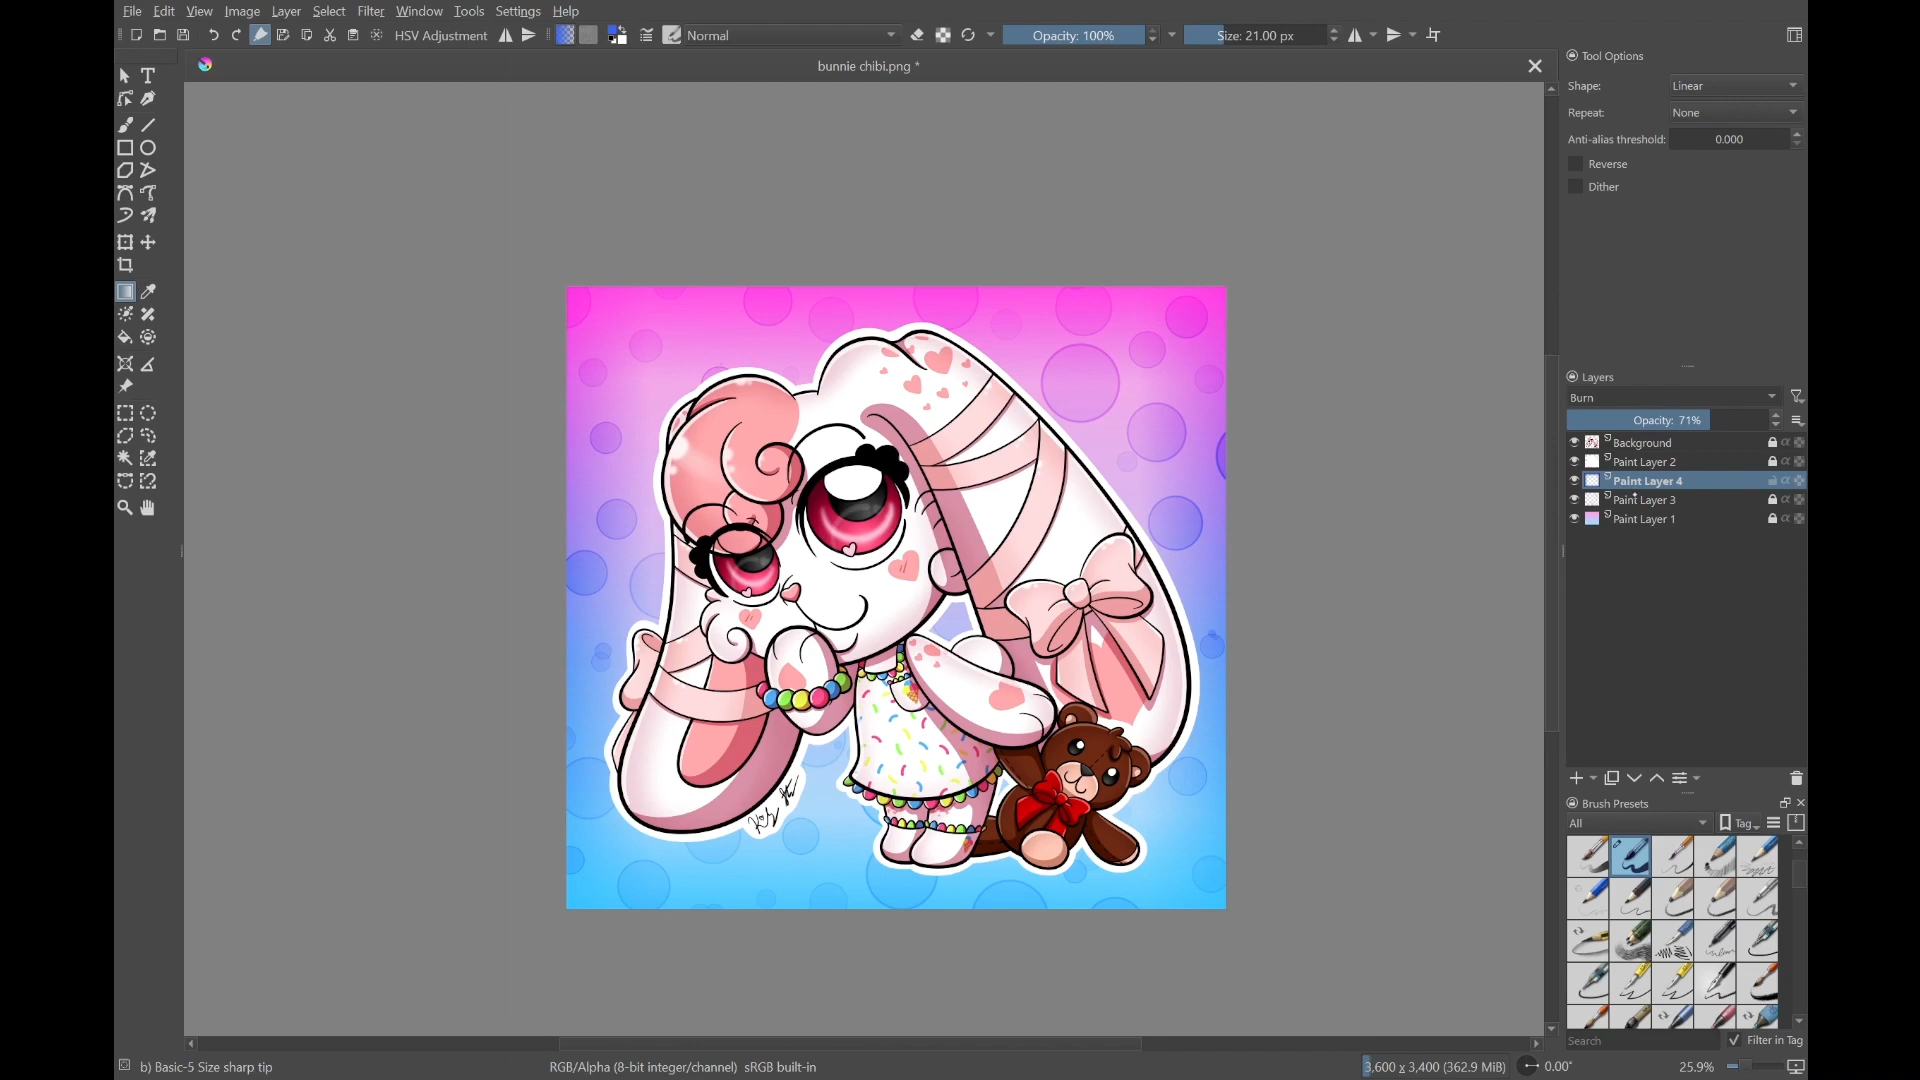 File Edit View Image Layer Select Filter Window Tools Settings Help
HSV Adjustment Normal Opacity: 100% Size: 21.00 px
bunnie chibi.png *
Tool Options
Shape: Linear
Repeat: None
Anti-alias threshold: 0.000
Reverse
Dither
Layers
Burn
Opacity: 71%
Background
Paint Layer 2
Paint Layer 4
Paint Layer 3
Paint Layer 1
Brush Presets
All Tag
Search Filter in Tag
b) Basic-5 Size sharp tip RGB/Alpha (8-bit integer/channel) sRGB built-in 3,600 x 3,400 (362.9 MiB) 0.00° 25.9%